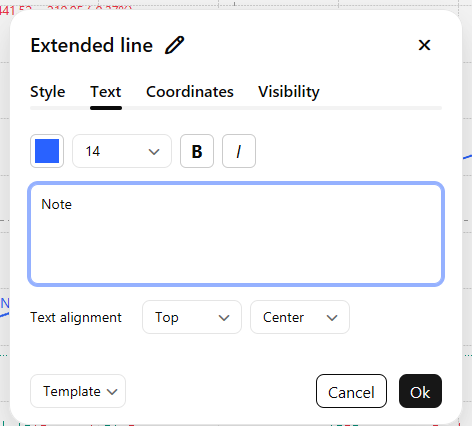 Extended line
Style Text Coordinates Visibility
14 B I
Note
Text alignment Top Center
Template Cancel Ok